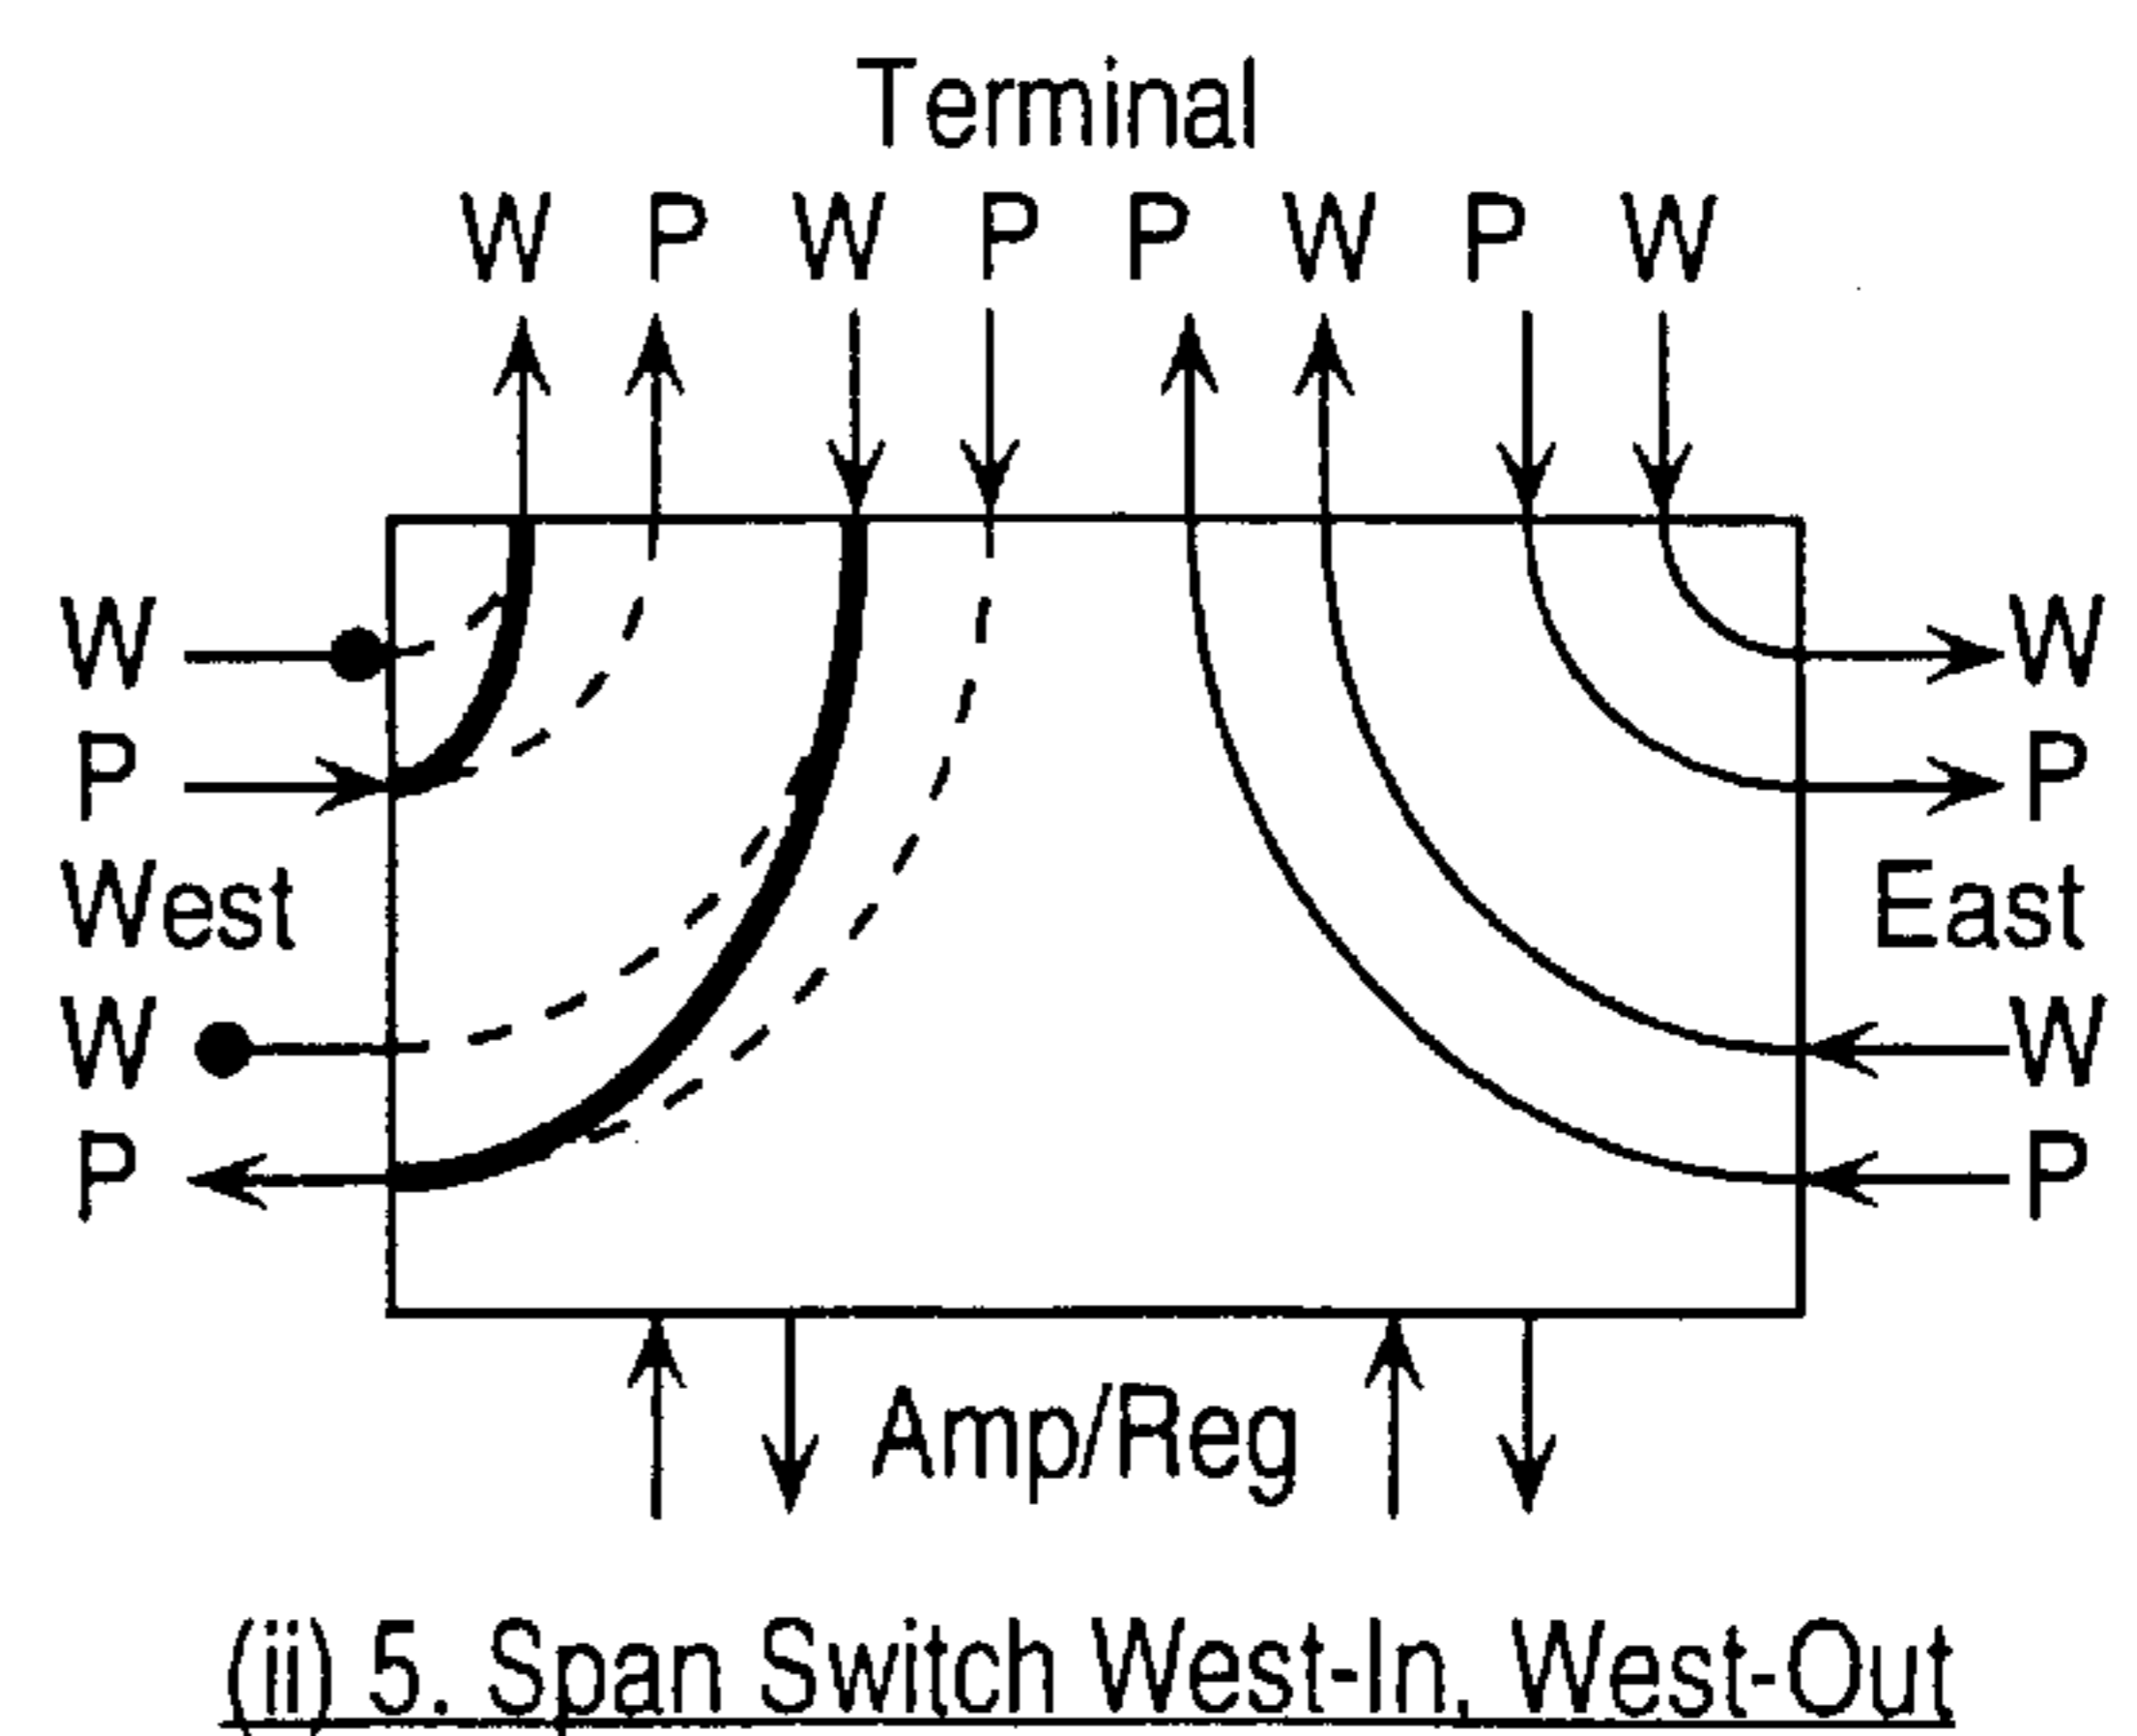 Terminal
W P W P P W P W
W W
P P
West East
W W
P P
Amp/Reg
(ii) 5. Span Switch West-In, West-Out